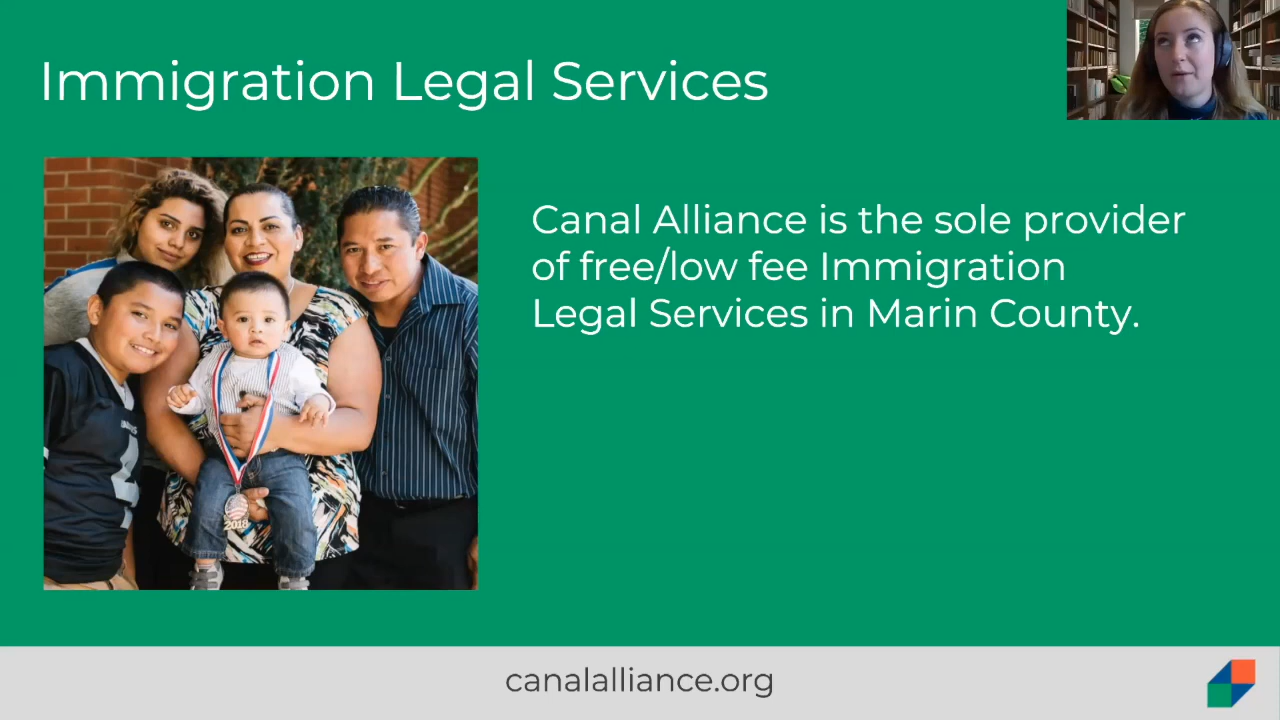 Immigration Legal Services
Canal Alliance is the sole provider
of free/low fee Immigration
Legal Services in Marin County.
2018
canalalliance.org